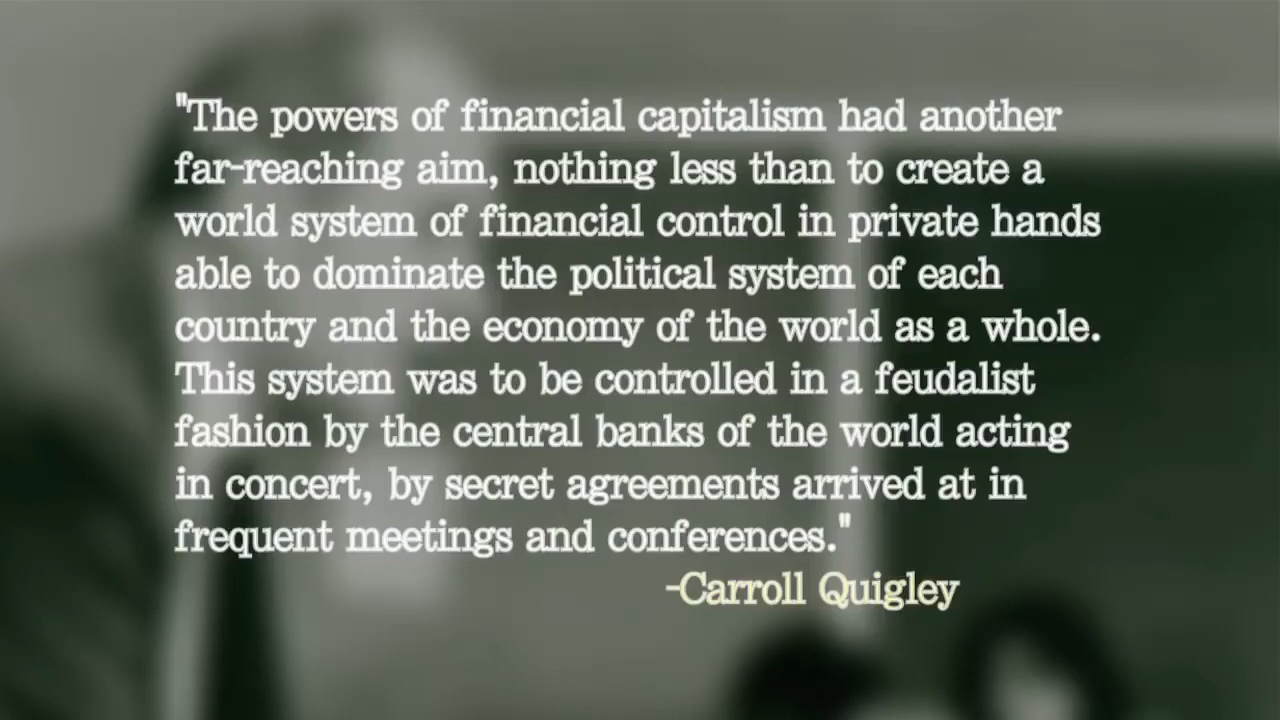 "The powers of financial capitalism had another
far-reaching aim, nothing less than to create a
world system of financial control in private hands
able to dominate the political system of each
country and the economy of the world as a whole.
This system was to be controlled in a feudalist
fashion by the central banks of the world acting
in concert, by secret agreements arrived at in
frequent meetings and conferences."
-Carroll Quigley